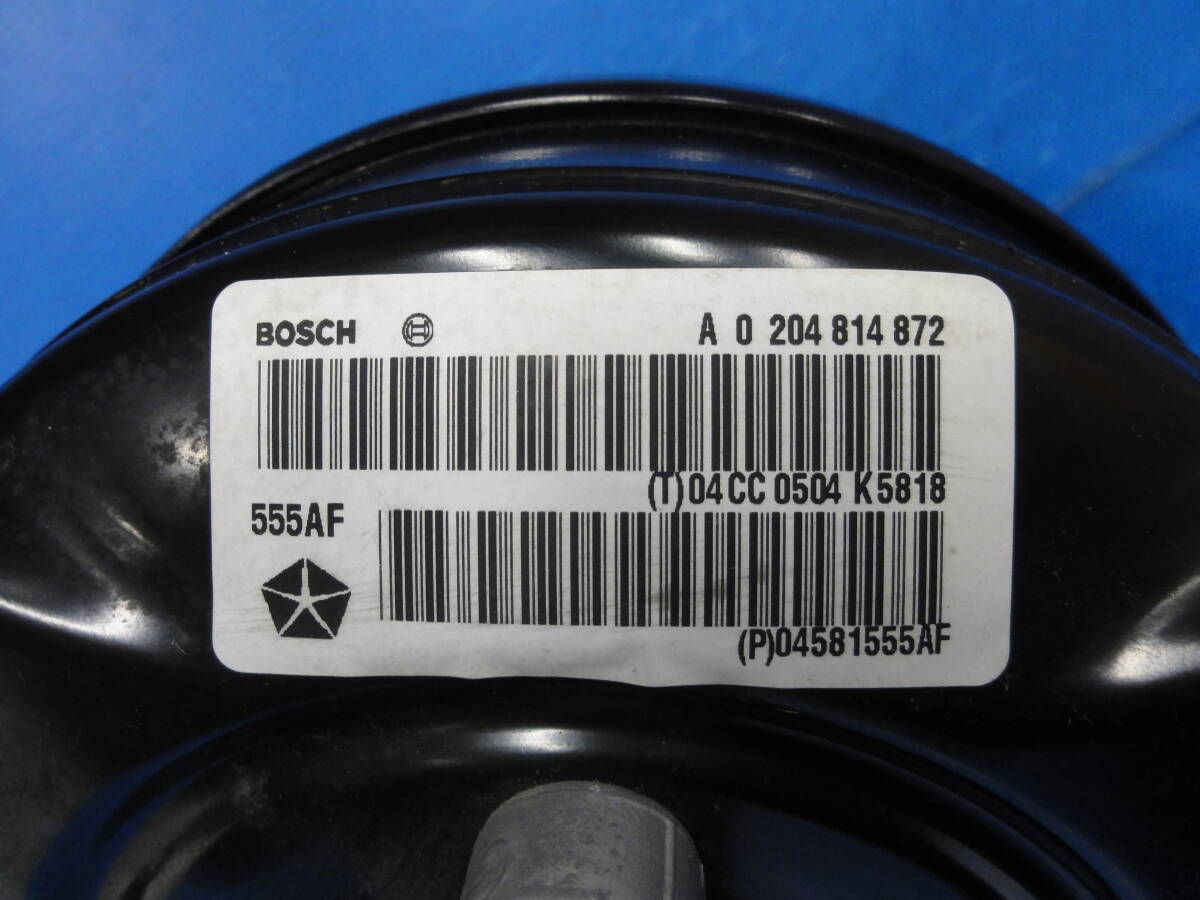 BOSCH A 0 204 814 872
(T)04CC0504 K5818
555AF
(P)04581555AF